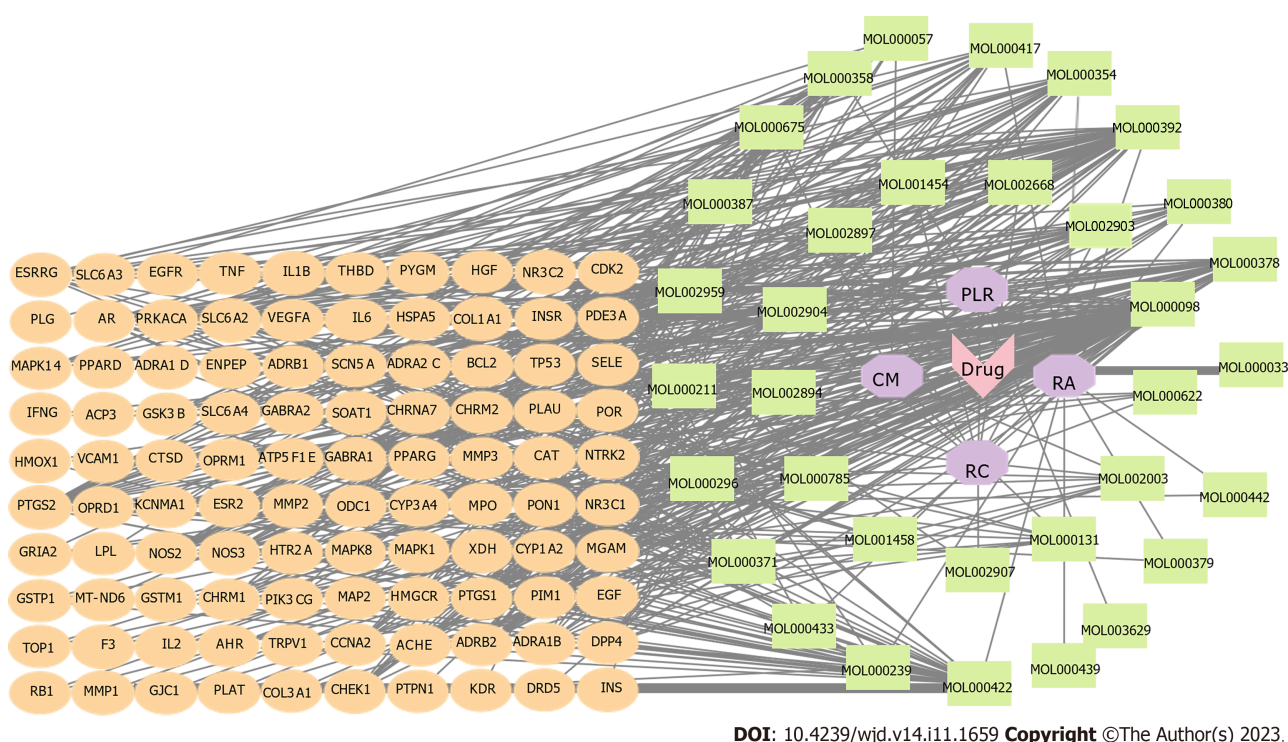 MOL000057
MOL000417
MOL000358
MOL000354
MOL000675
MOL000392
MOL001454
MOL002668
MOL000387
MOL000380
MOL002897
MOL002903
ESRRG SLC6A3 EGFR TNF IL1B THBD PYGM HGF NR3C2 CDK2
MOL000378
MOL002959
PLR
MOL002904
MOL000098
PLG AR PRKACA SLC6A2 VEGFA IL6 HSPA5 COL1A1 INSR PDE3A
MAPK14 PPARD ADRA1D ENPEP ADRB1 SCN5A ADRA2C BCL2 TP53 SELE
MOL000033
Drug
CM
RA
MOL000211
MOL002894
MOL000622
IFNG ACP3 GSK3B SLC6A4 GABRA2 SOAT1 CHRNA7 CHRM2 PLAU POR
HMOX1 VCAM1 CTSD OPRM1 ATP5F1E GABRA1 PPARG MMP3 CAT NTRK2
RC
MOL000296
MOL000785
MOL002003
MOL000442
PTGS2 OPRD1 KCNMA1 ESR2 MMP2 ODC1 CYP3A4 MPO PON1 NR3C1
MOL001458
MOL000131
GRIA2 LPL NOS2 NOS3 HTR2A MAPK8 MAPK1 XDH CYP1A2 MGAM
MOL000371
MOL002907
MOL000379
GSTP1 MT-ND6 GSTM1 CHRM1 PIK3CG MAP2 HMGCR PTGS1 PIM1 EGF
MOL000433
MOL003629
TOP1 F3 IL2 AHR TRPV1 CCNA2 ACHE ADRB2 ADRA1B DPP4
MOL000239
MOL000439
RB1 MMP1 GJC1 PLAT COL3A1 CHEK1 PTPN1 KDR DRD5 INS
MOL000422
DOI: 10.4239/wjd.v14.i11.1659 Copyright ©The Author(s) 2023